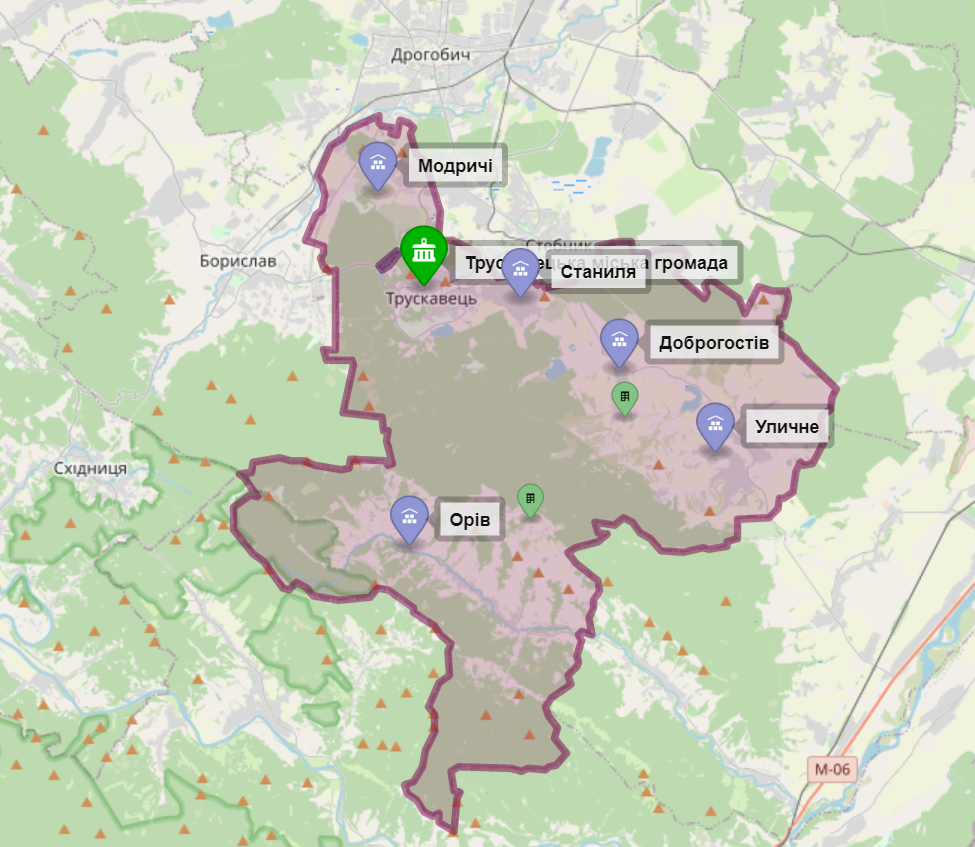 Дрогобич
Модричі
Стебник
Борислав
Трускавецька міська громада
Станиля
Трускавець
Доброгостів
Уличне
Східниця
Орів
М-06